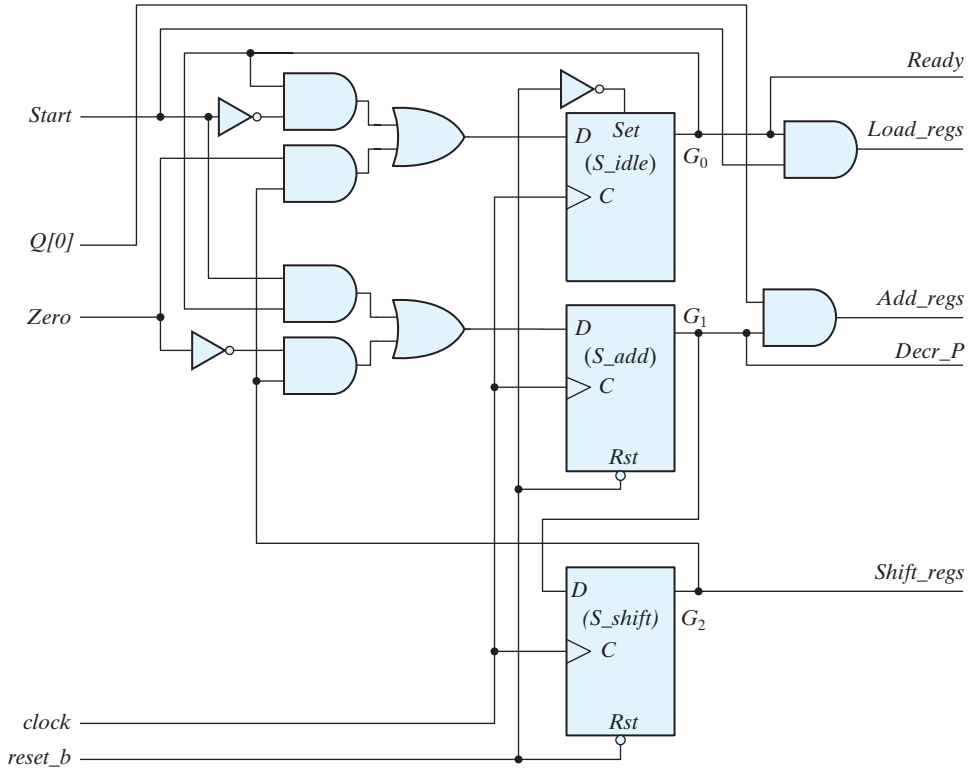 Ready
Start
Set
Load_regs
D
(S_idle)
G0
C
Q[0]
Zero
Add_regs
G1
D
(S_add)
Decr_P
C
Rst
Shift_regs
D
(S_shift)
G2
C
clock
Rst
reset_b